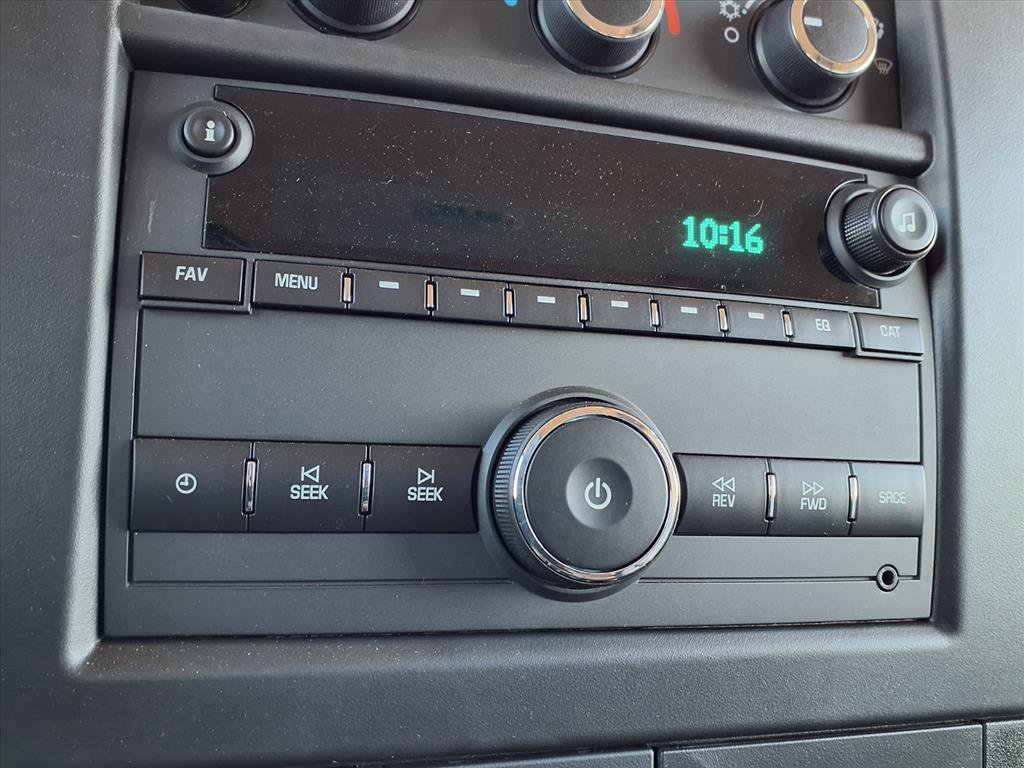 i
10:16
FAV
MENU
EQ
CAT
SEEK
SEEK
REV
FWD
SRCE